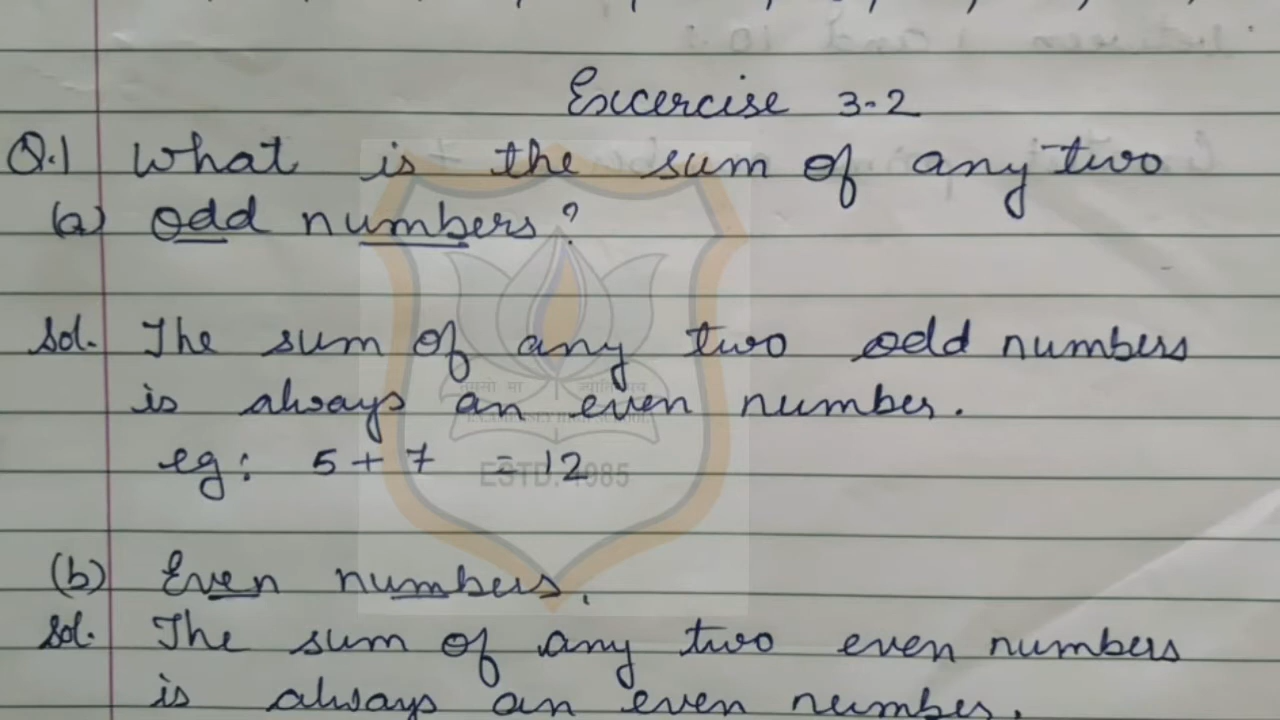 Excercise 3-2
Q.1 What is the sum of any two
(a) odd numbers?
Sol. The sum of any two odd numbers
is always an even number.
eg: 5 + 7 = 12
ESTD. 1985
(b) Even numbers.
Sol. The sum of any two even numbers
is always an even number.